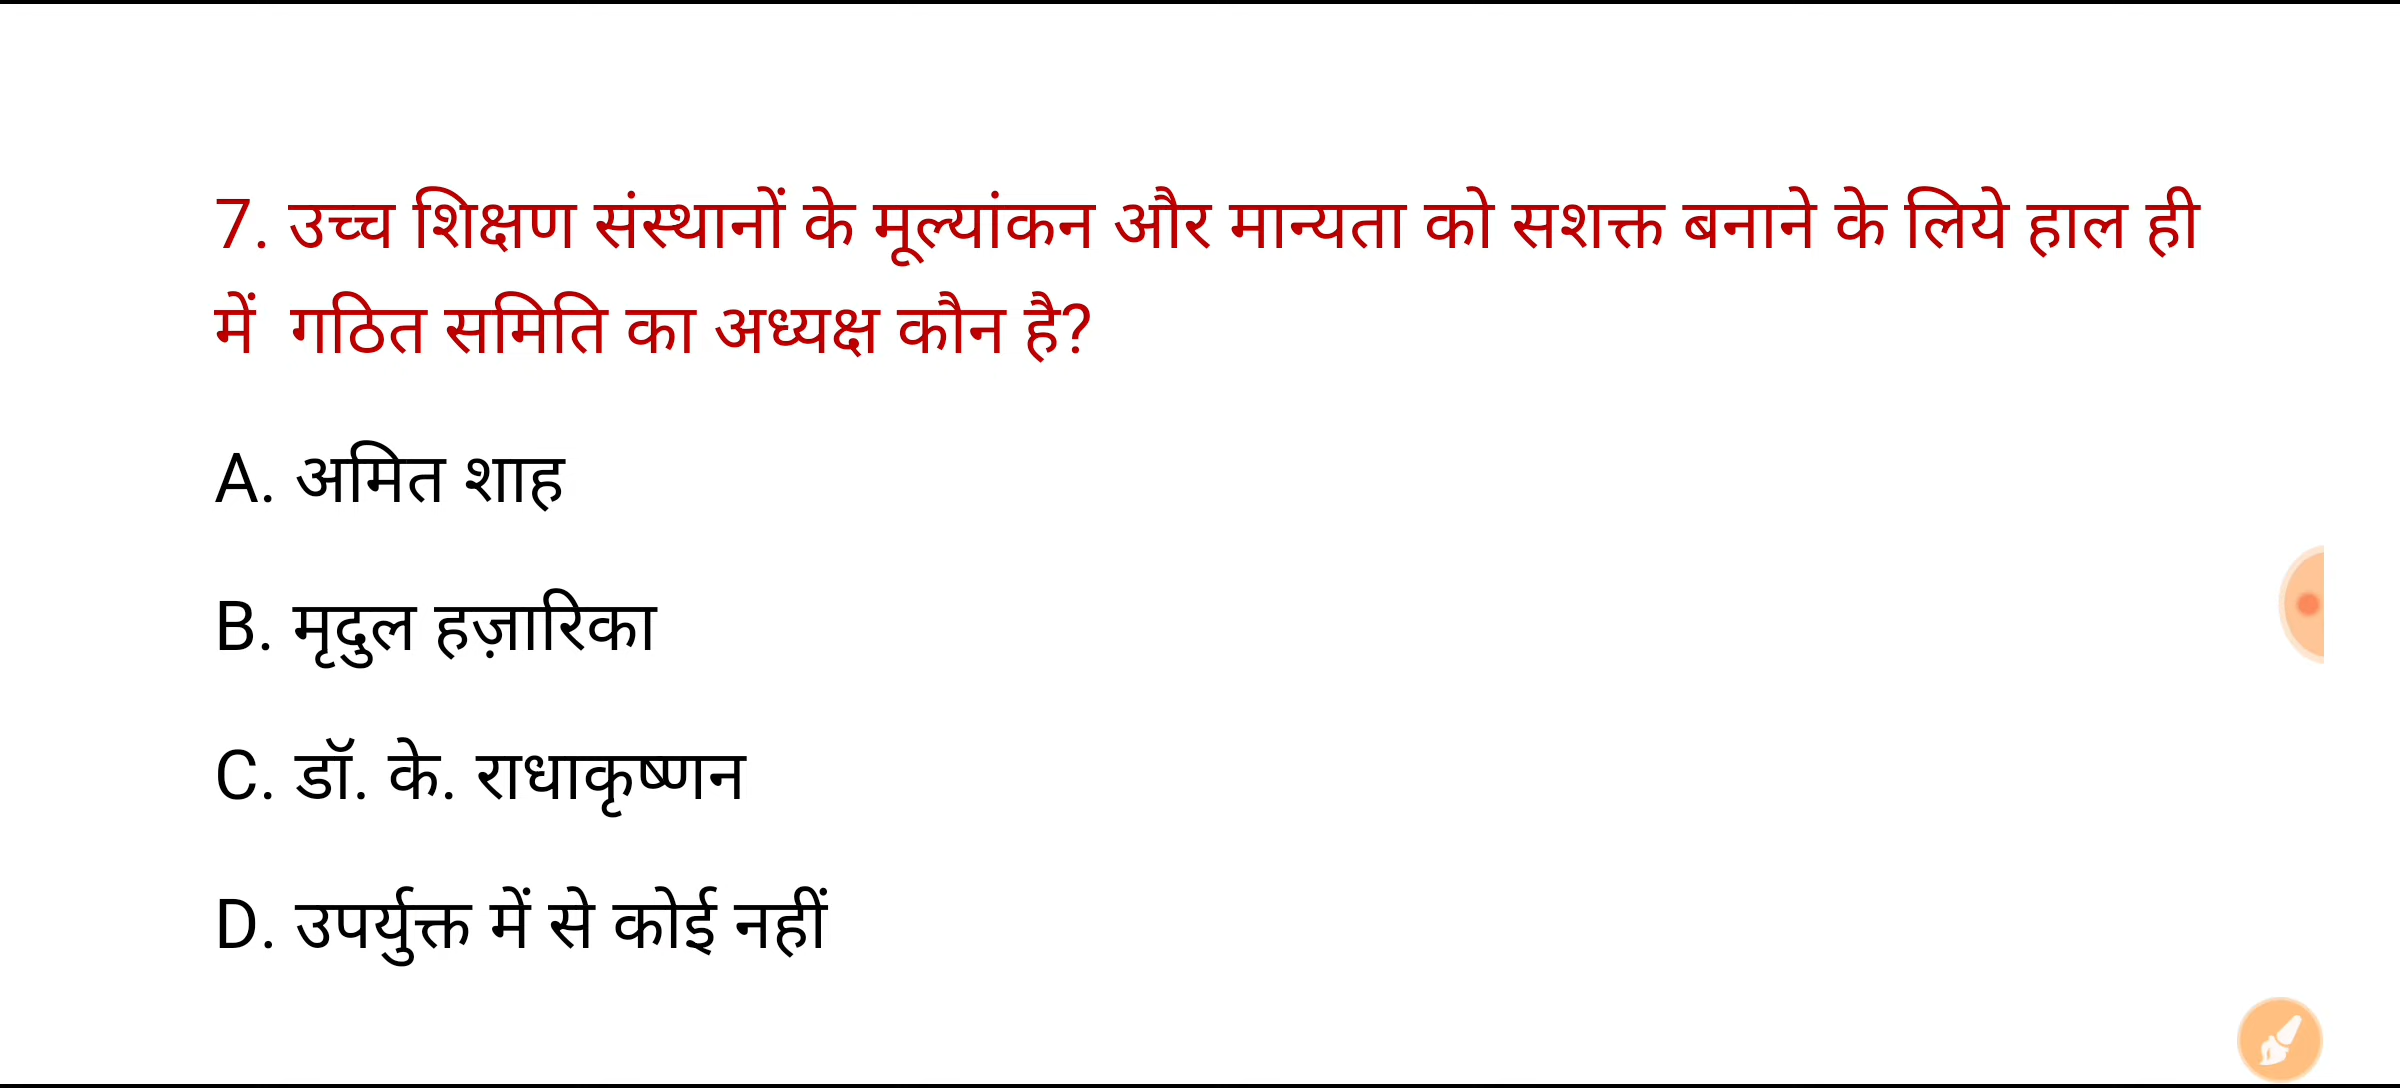 7. उच्च शिक्षण संस्थानों के मूल्यांकन और मान्यता को सशक्त बनाने के लिये हाल ही
में गठित समिति का अध्यक्ष कौन है?
A. अमित शाह
B. मृदुल हज़ारिका
C. डॉ. के. राधाकृष्णन
D. उपर्युक्त में से कोई नहीं